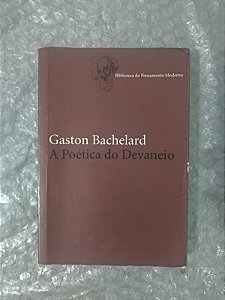 Biblioteca do Pensamento Moderno
Gaston Bachelard
A Poética do Devaneio